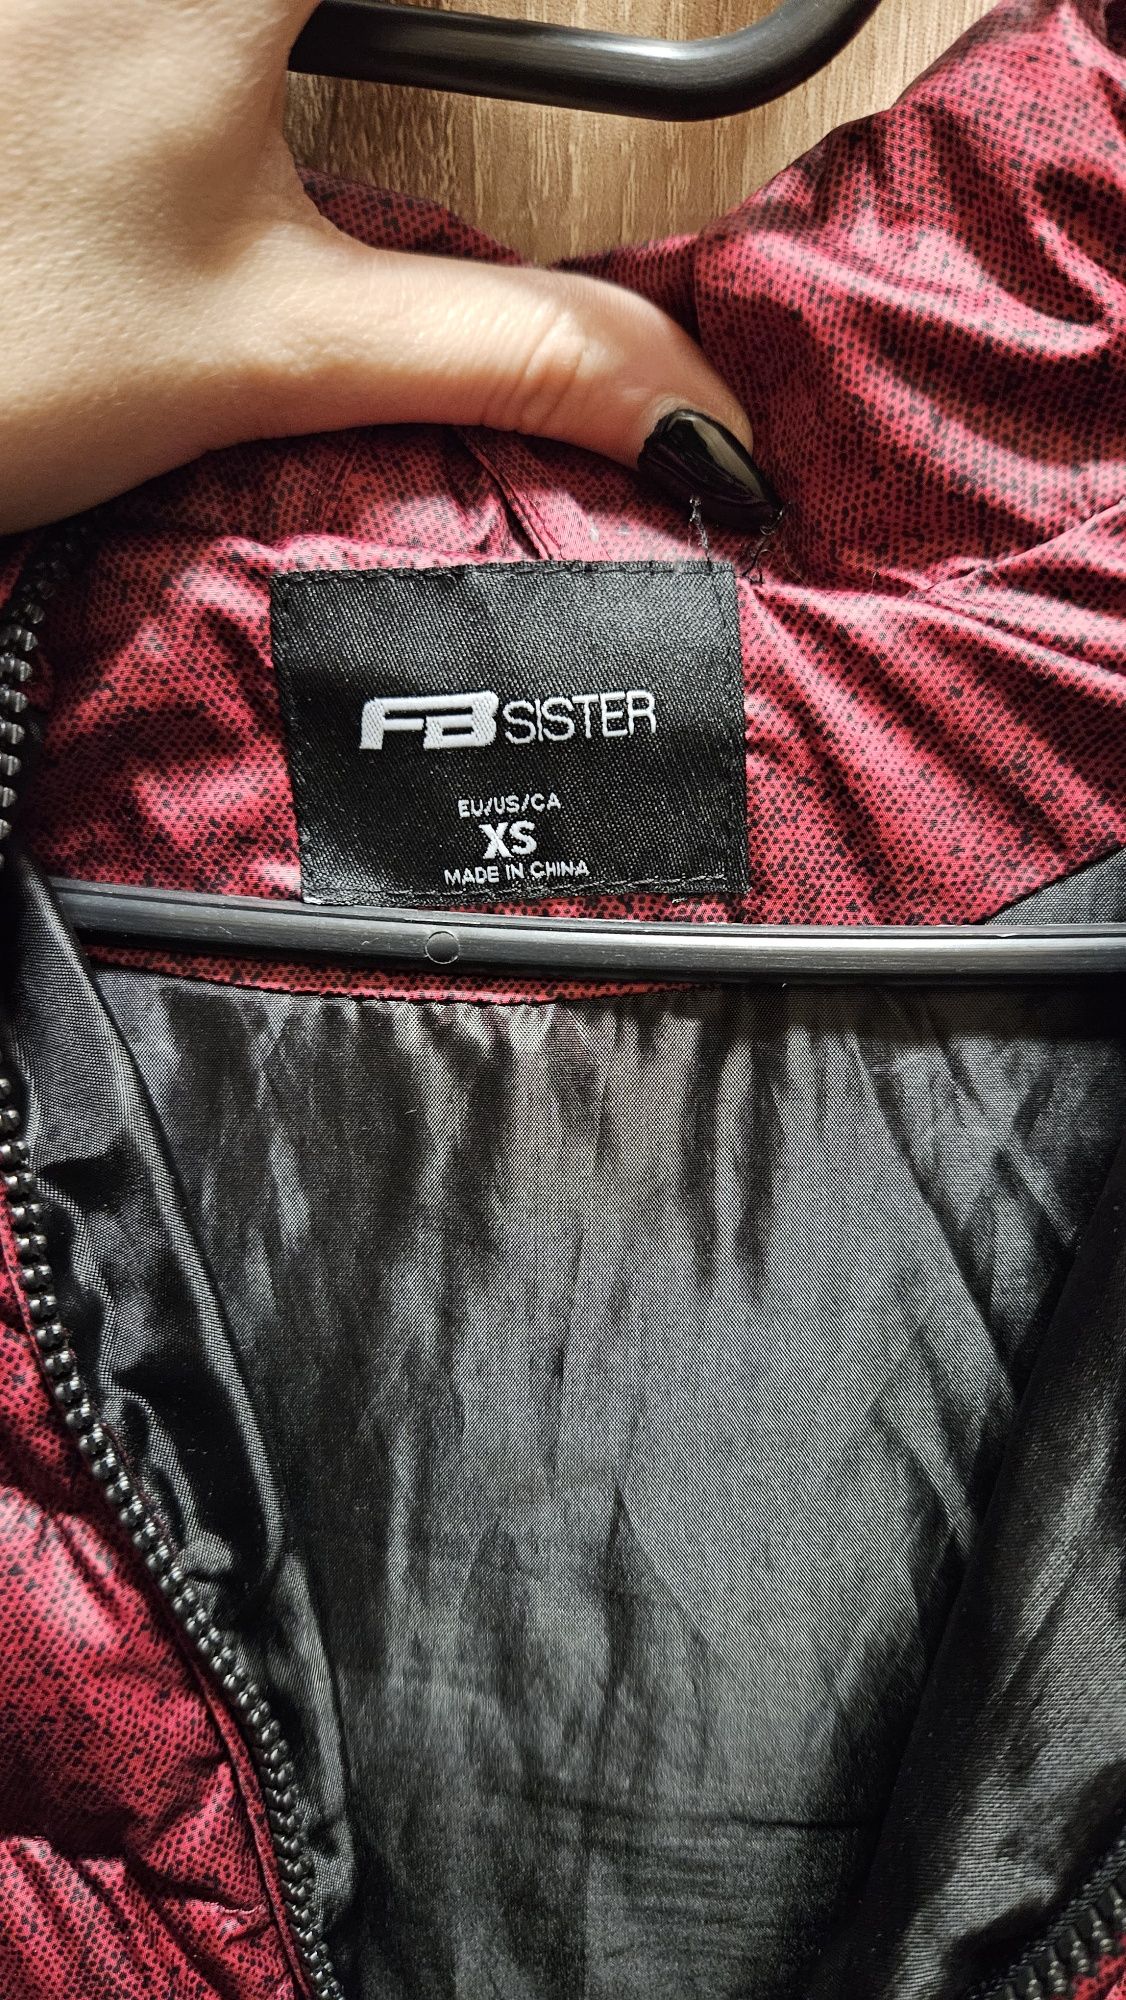 FB SISTER
EU/US/CA
XS
MADE IN CHINA